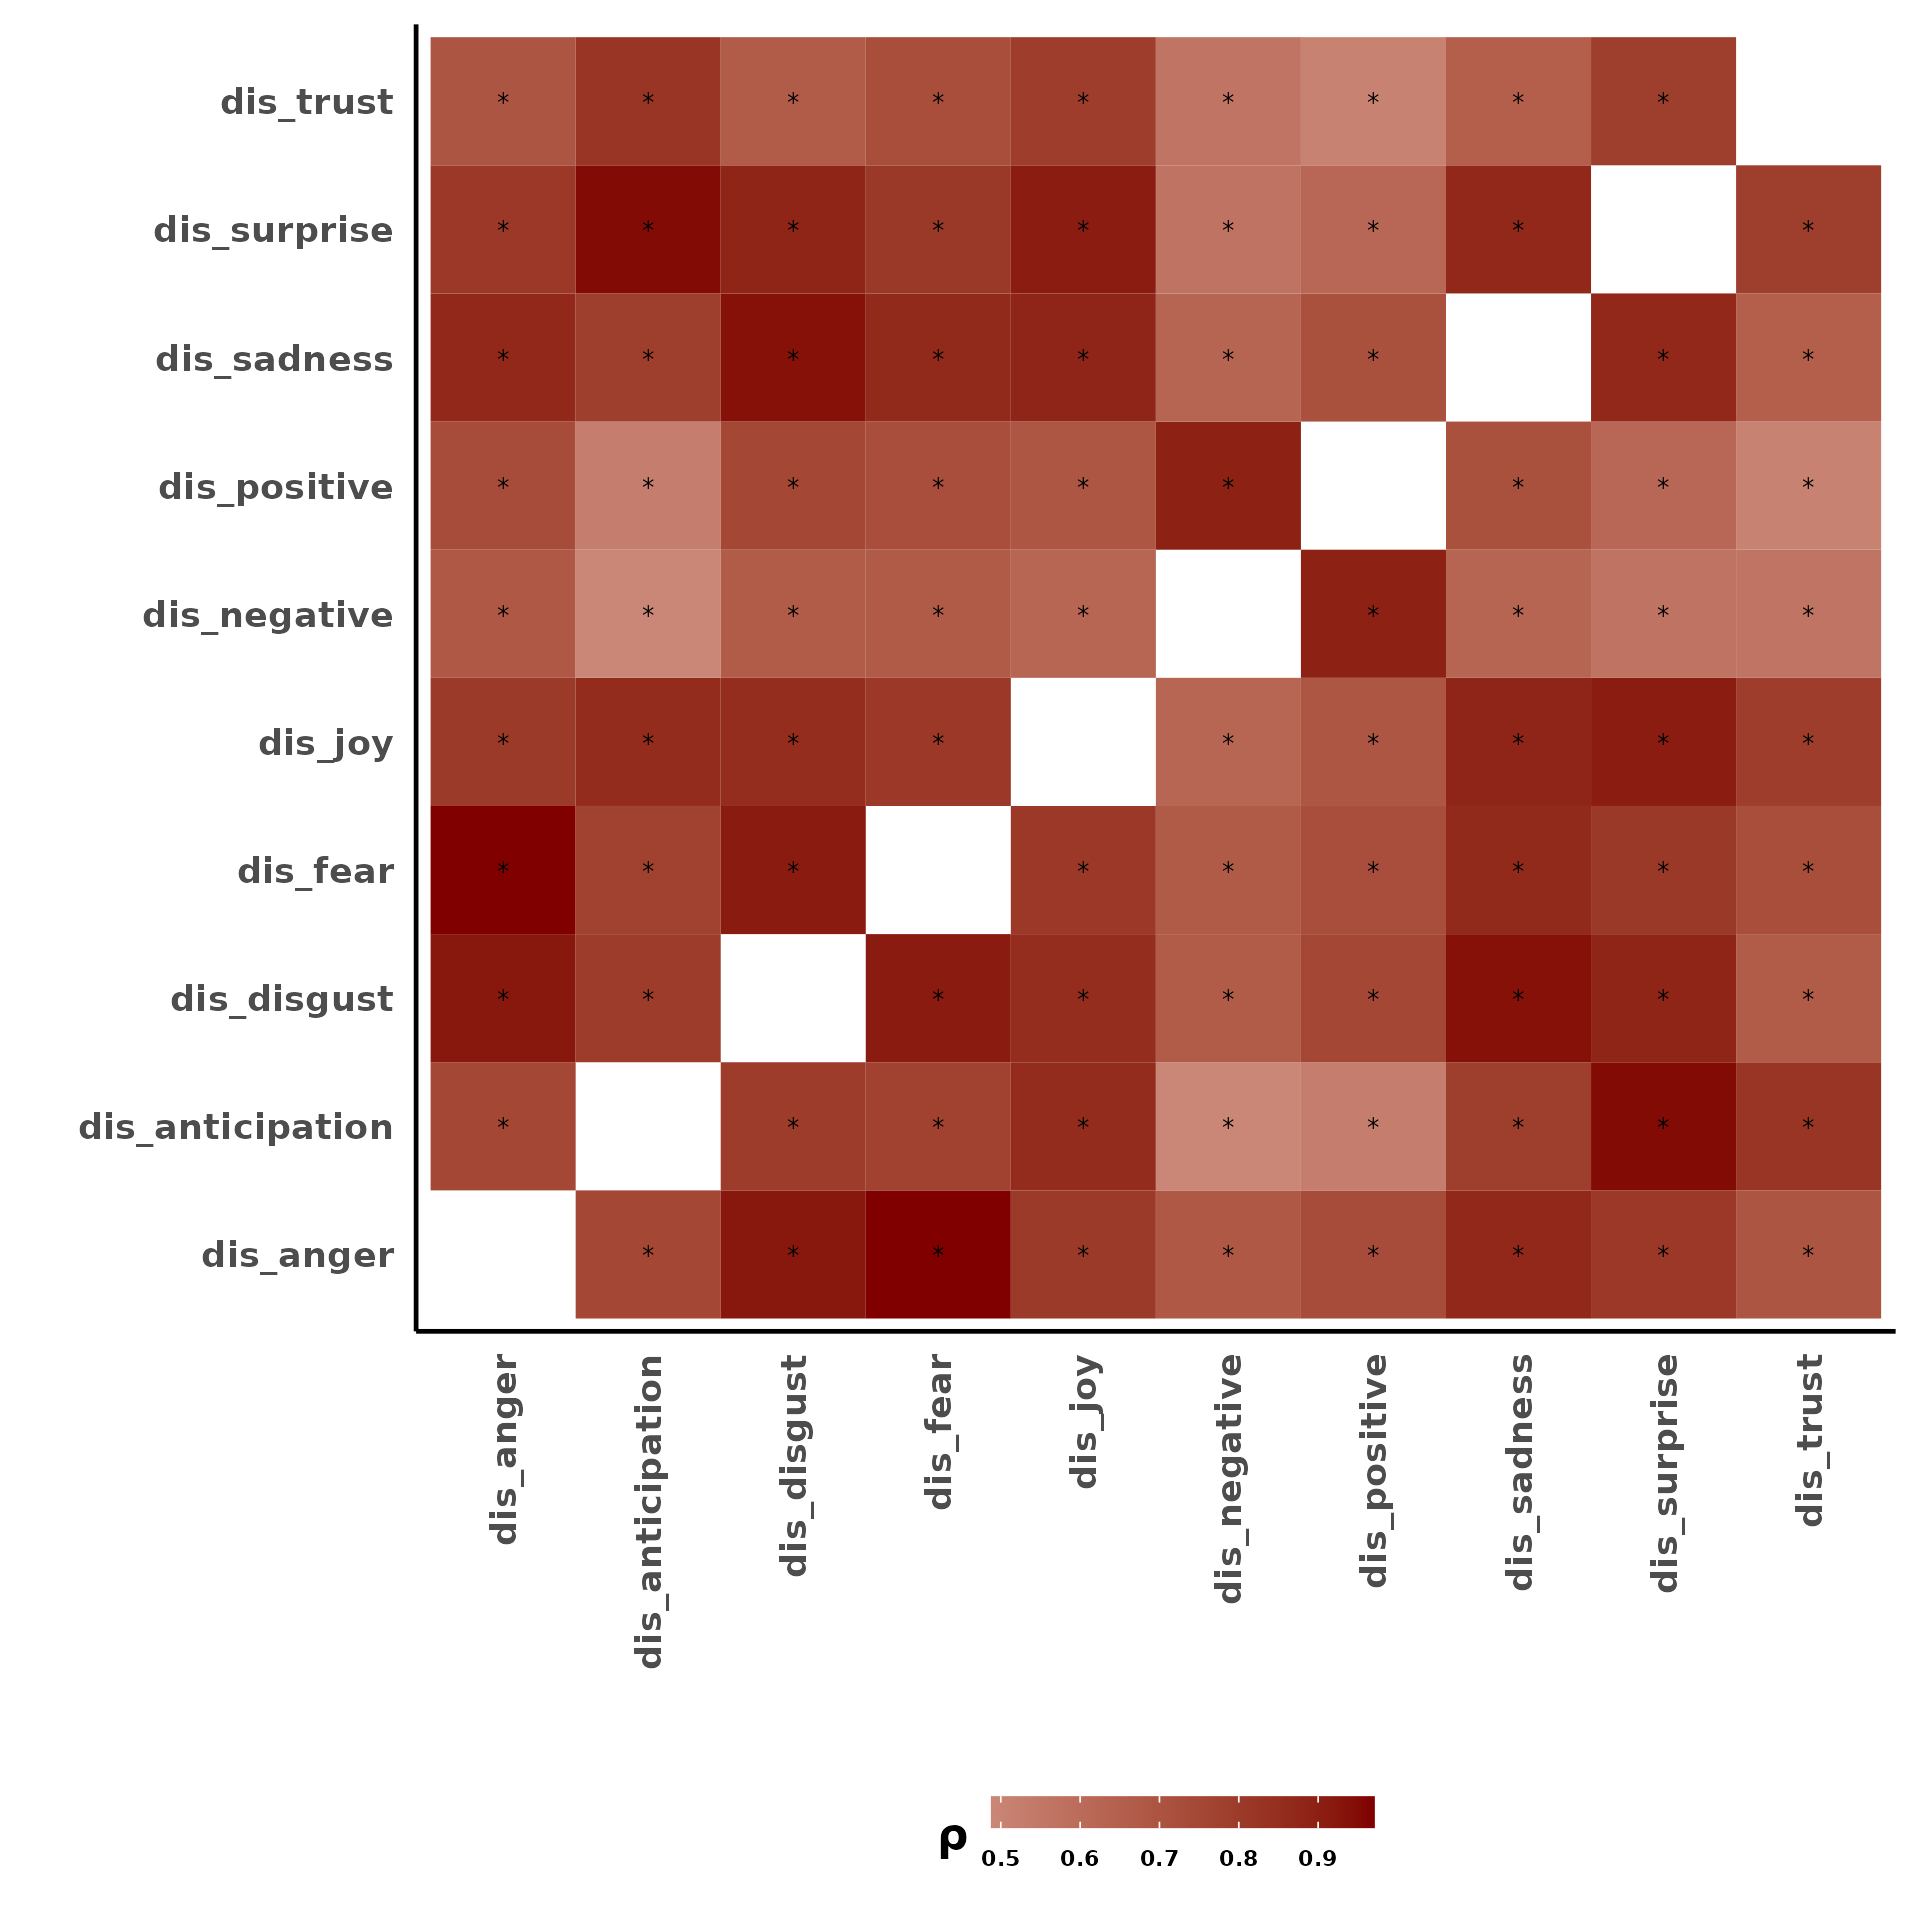 dis_trust * * * * * * * * *
dis_surprise * * * * * * * * *
dis_sadness * * * * * * * * *
dis_positive * * * * * * * * *
dis_negative * * * * * * * * *
dis_joy * * * * * * * * *
dis_fear * * * * * * * * *
dis_disgust * * * * * * * * *
dis_anticipation * * * * * * * * *
dis_anger * * * * * * * * *
dis_anger
dis_anticipation
dis_disgust
dis_fear
dis_joy
dis_negative
dis_positive
dis_sadness
dis_surprise
dis_trust
ρ
0.5 0.6 0.7 0.8 0.9